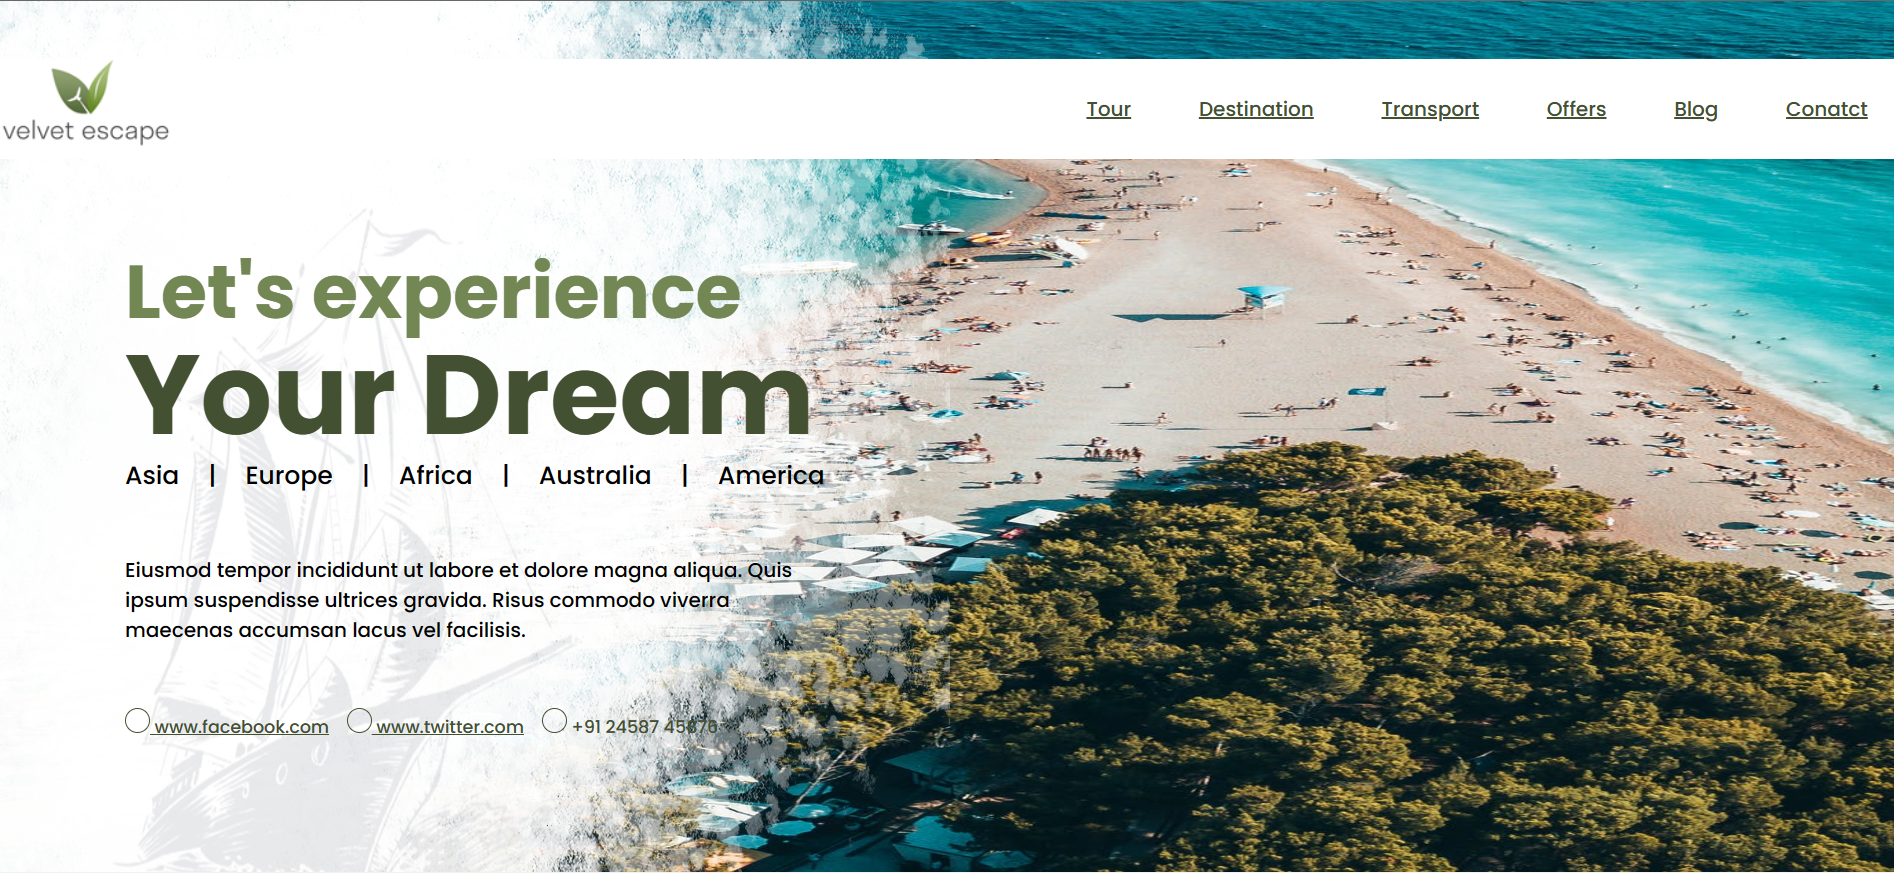 velvet escape
Tour Destination Transport Offers Blog Conatct
Let's experience
Your Dream
Asia | Europe | Africa | Australia | America
Eiusmod tempor incididunt ut labore et dolore magna aliqua. Quis
ipsum suspendisse ultrices gravida. Risus commodo viverra
maecenas accumsan lacus vel facilisis.
www.facebook.com www.twitter.com +91 24587 45876